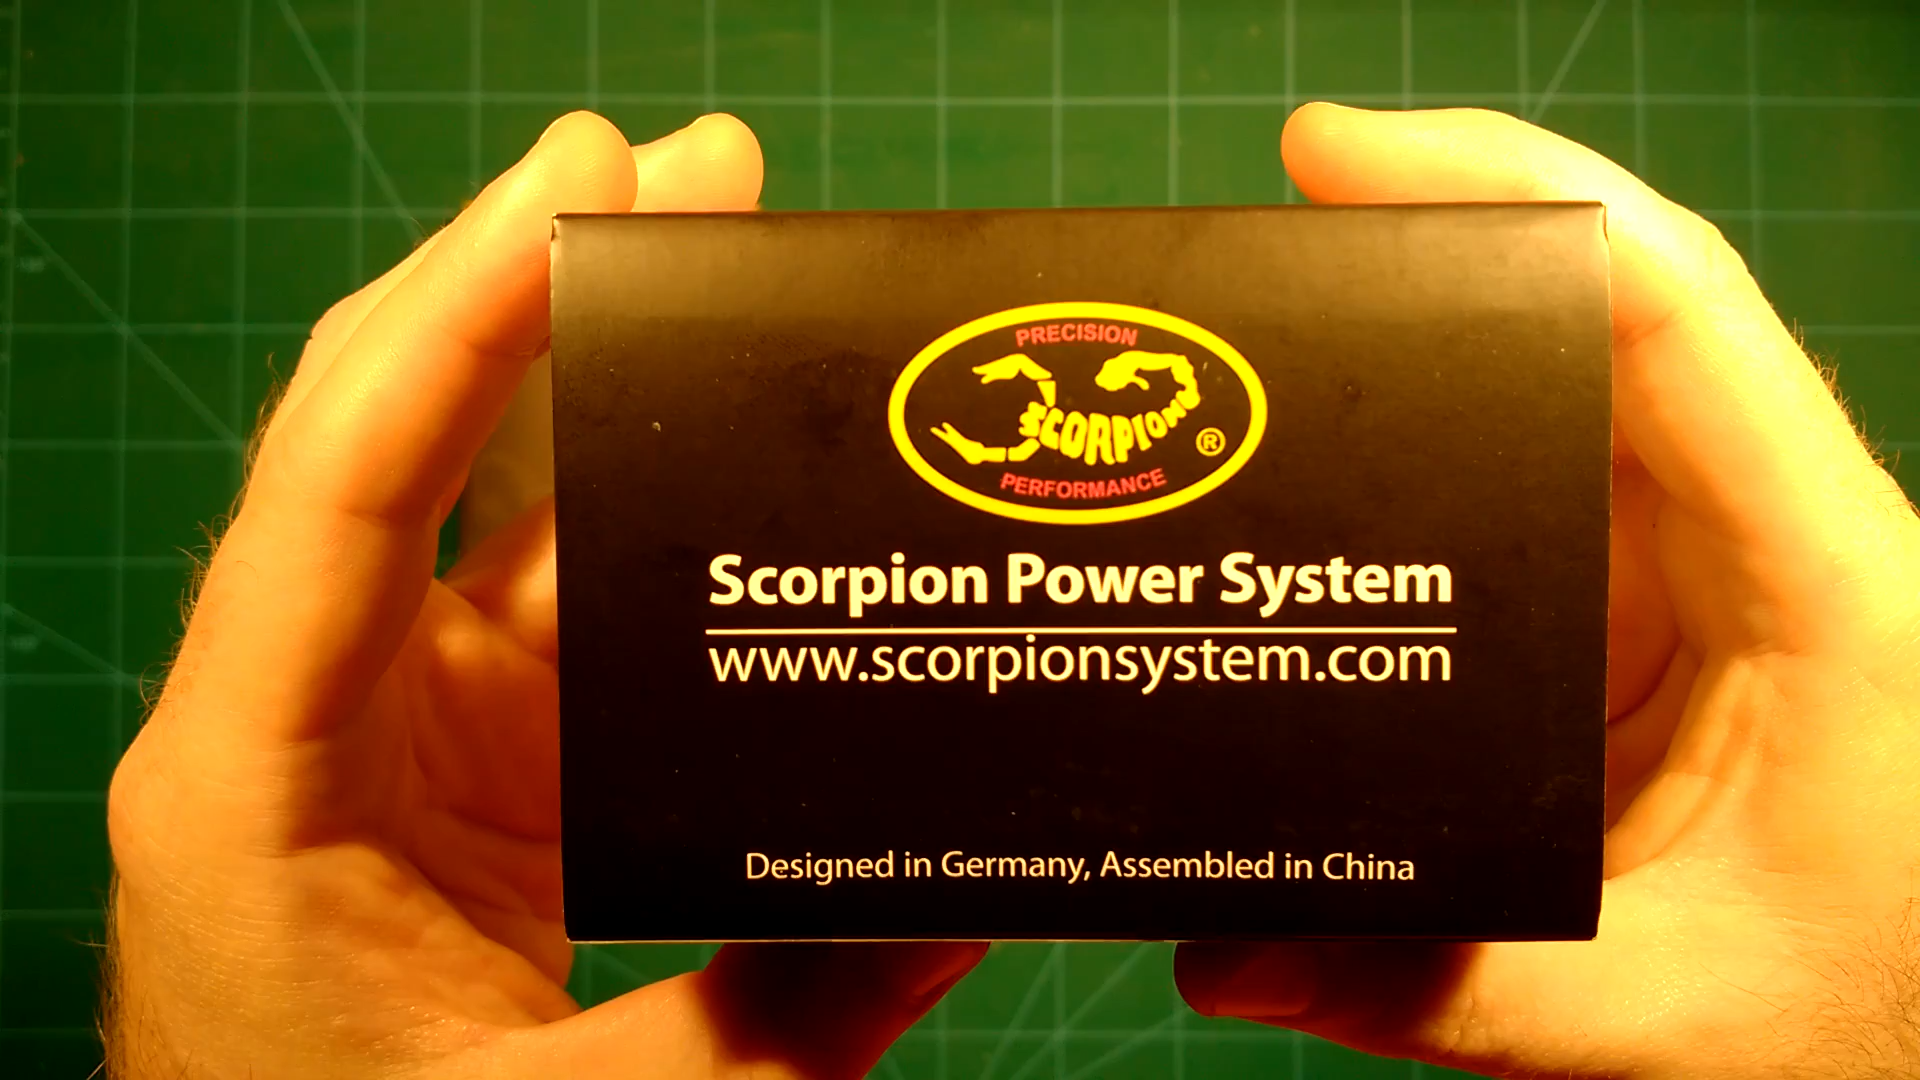 PRECISION
SCORPION
®
PERFORMANCE
Scorpion Power System
www.scorpionsystem.com
Designed in Germany, Assembled in China